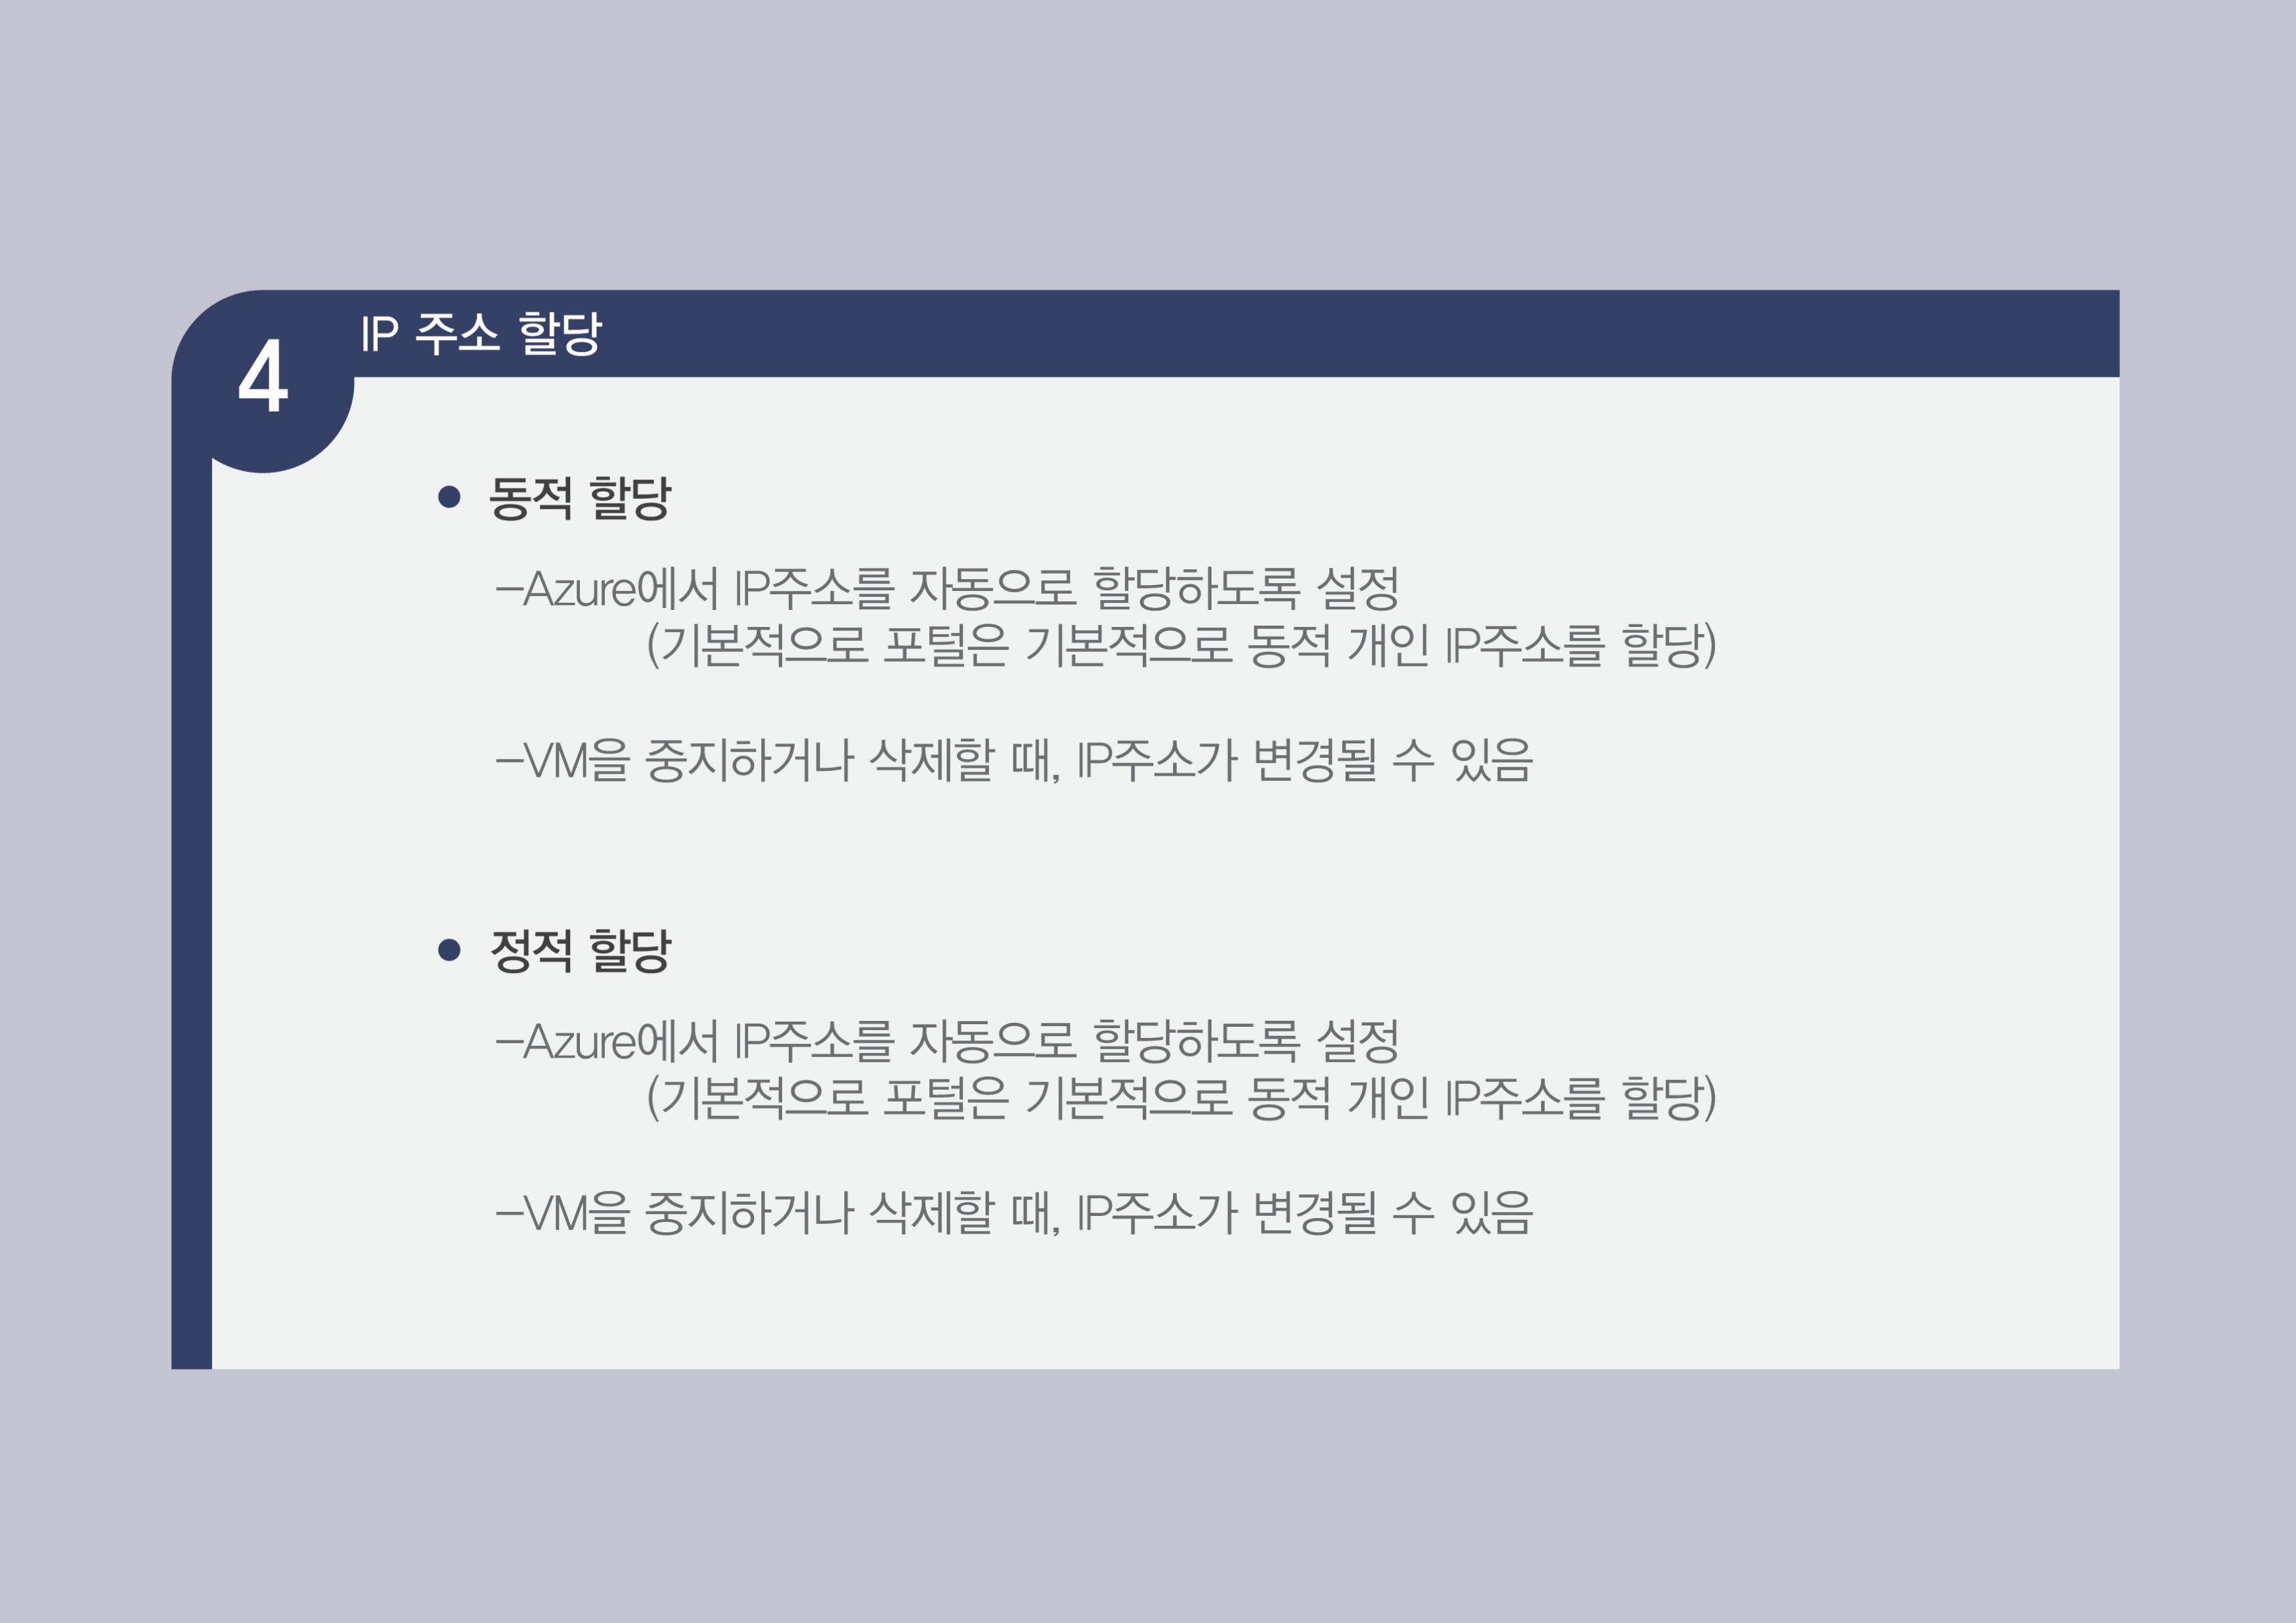 4
IP 주소 할당
동적 할당
–Azure에서 IP주소를 자동으로 할당하도록 설정
(기본적으로 포털은 기본적으로 동적 개인 IP주소를 할당)
–VM을 중지하거나 삭제할 때, IP주소가 변경될 수 있음
정적 할당
–Azure에서 IP주소를 자동으로 할당하도록 설정
(기본적으로 포털은 기본적으로 동적 개인 IP주소를 할당)
–VM을 중지하거나 삭제할 때, IP주소가 변경될 수 있음